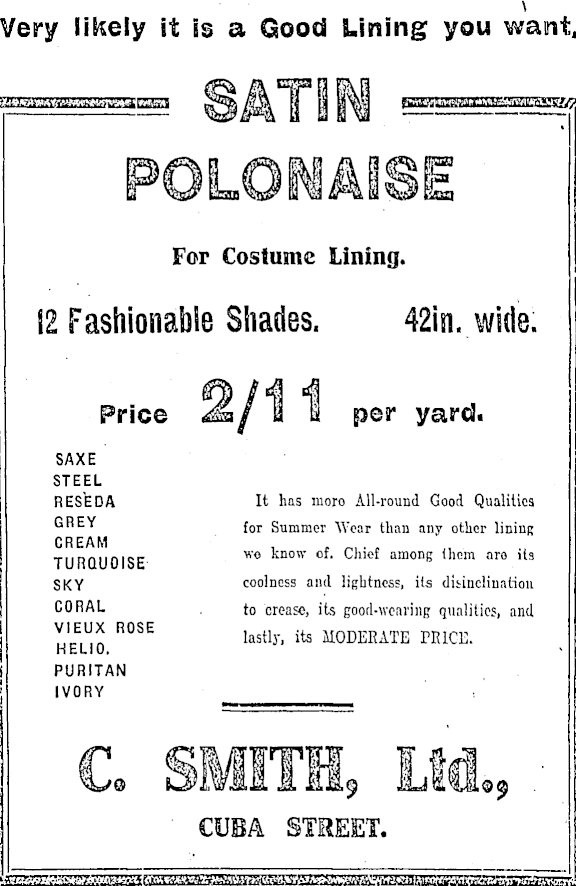 Very likely it is a Good Lining you want,
SATIN
POLONAISE
For Costume Lining.
12 Fashionable Shades. 42in. wide.
Price 2/11 per yard.
SAXE
STEEL
RESEDA
GREY
CREAM
TURQUOISE
SKY
CORAL
VIEUX ROSE
HELIO.
PURITAN
IVORY
It has more All-round Good Qualities
for Summer Wear than any other lining
we know of. Chief among them are its
coolness and lightness, its disinclination
to crease, its good-wearing qualities, and
lastly, its MODERATE PRICE.
C. SMITH, Ltd.,
CUBA STREET.